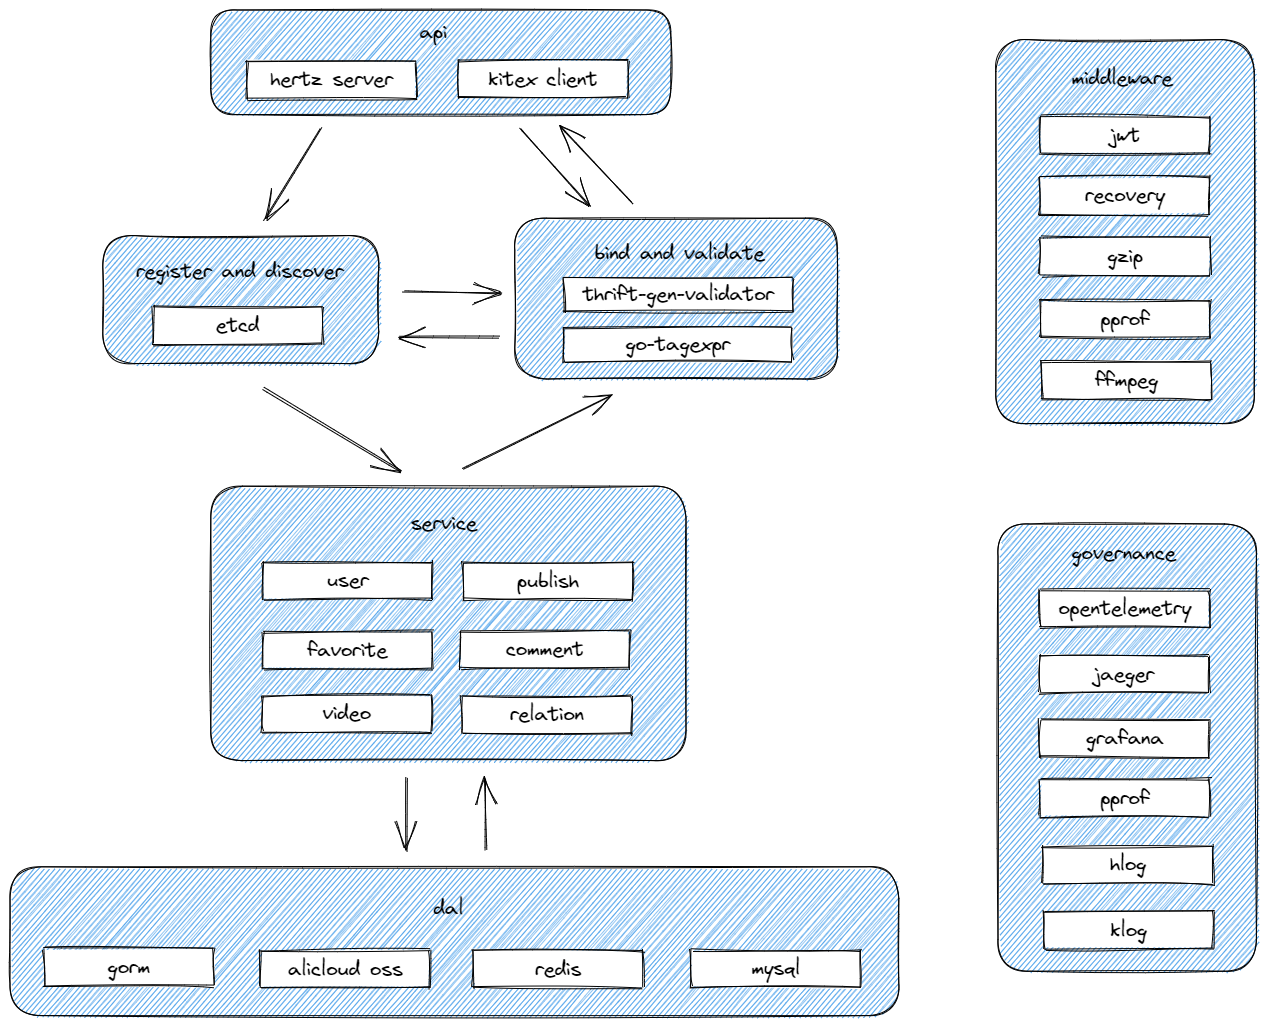 api
hertz server
kitex client
register and discover
etcd
bind and validate
thrift-gen-validator
go-tagexpr
service
user
publish
favorite
comment
video
relation
dal
gorm
alicloud oss
redis
mysql
middleware
jwt
recovery
gzip
pprof
ffmpeg
governance
opentelemetry
jaeger
grafana
pprof
hlog
klog